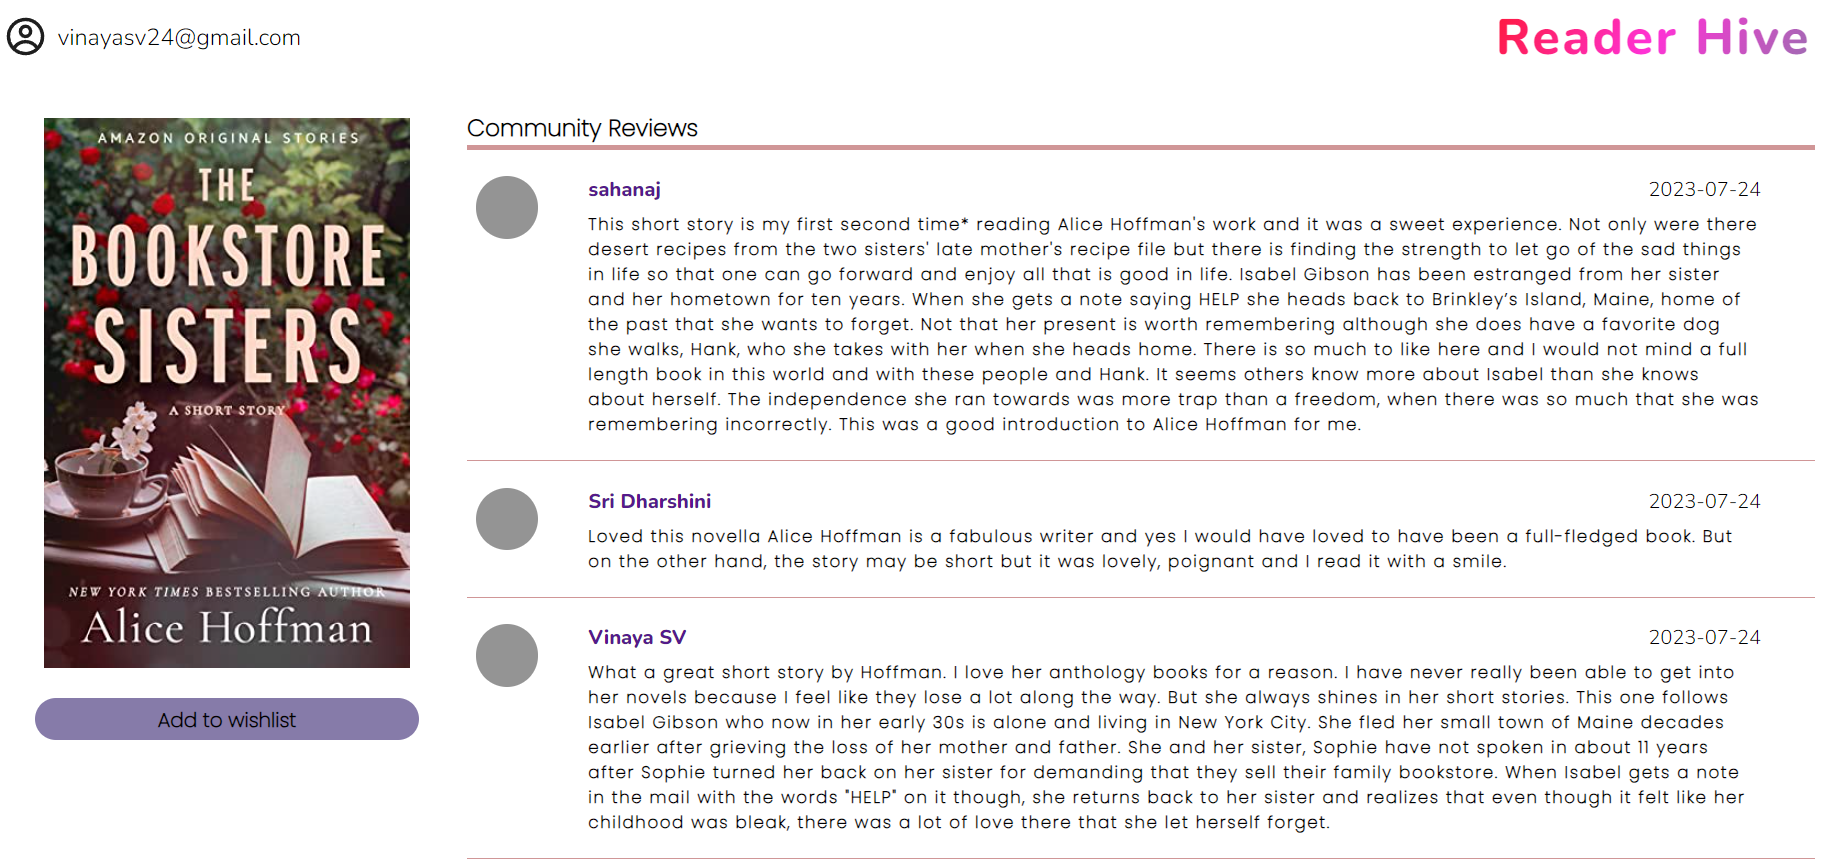 vinayasv24@gmail.com
Reader Hive
AMAZON ORIGINAL STORIES
THE
BOOKSTORE
SISTERS
A SHORT STORY
NEW YORK TIMES BESTSELLING AUTHOR
Alice Hoffman
Add to wishlist
Community Reviews
sahanaj
2023-07-24
This short story is my first second time* reading Alice Hoffman's work and it was a sweet experience. Not only were there
desert recipes from the two sisters' late mother's recipe file but there is finding the strength to let go of the sad things
in life so that one can go forward and enjoy all that is good in life. Isabel Gibson has been estranged from her sister
and her hometown for ten years. When she gets a note saying HELP she heads back to Brinkley’s Island, Maine, home of
the past that she wants to forget. Not that her present is worth remembering although she does have a favorite dog
she walks, Hank, who she takes with her when she heads home. There is so much to like here and I would not mind a full
length book in this world and with these people and Hank. It seems others know more about Isabel than she knows
about herself. The independence she ran towards was more trap than a freedom, when there was so much that she was
remembering incorrectly. This was a good introduction to Alice Hoffman for me.
Sri Dharshini
2023-07-24
Loved this novella Alice Hoffman is a fabulous writer and yes I would have loved to have been a full-fledged book. But
on the other hand, the story may be short but it was lovely, poignant and I read it with a smile.
Vinaya SV
2023-07-24
What a great short story by Hoffman. I love her anthology books for a reason. I have never really been able to get into
her novels because I feel like they lose a lot along the way. But she always shines in her short stories. This one follows
Isabel Gibson who now in her early 30s is alone and living in New York City. She fled her small town of Maine decades
earlier after grieving the loss of her mother and father. She and her sister, Sophie have not spoken in about 11 years
after Sophie turned her back on her sister for demanding that they sell their family bookstore. When Isabel gets a note
in the mail with the words "HELP" on it though, she returns back to her sister and realizes that even though it felt like her
childhood was bleak, there was a lot of love there that she let herself forget.